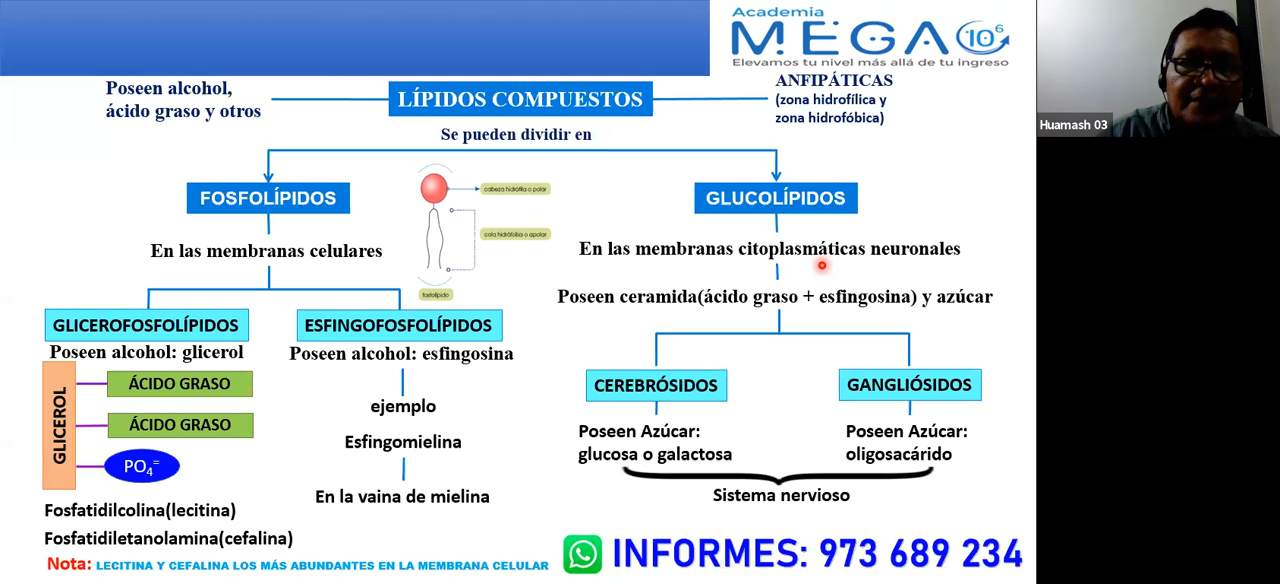 Academia
MEGA 10⁶
Elevamos tu nivel más allá de tu ingreso
Poseen alcohol,
ácido graso y otros
LÍPIDOS COMPUESTOS
ANFIPÁTICAS
(zona hidrofílica y
zona hidrofóbica)
Se pueden dividir en
FOSFOLÍPIDOS
cabeza hidrófila o polar
cola hidrófoba o apolar
fosfolípido
GLUCOLÍPIDOS
En las membranas celulares
En las membranas citoplasmáticas neuronales
Poseen ceramida(ácido graso + esfingosina) y azúcar
GLICEROFOSFOLÍPIDOS
Poseen alcohol: glicerol
GLICEROL
ÁCIDO GRASO
ÁCIDO GRASO
PO₄⁼
Fosfatidilcolina(lecitina)
Fosfatidiletanolamina(cefalina)
ESFINGOFOSFOLÍPIDOS
Poseen alcohol: esfingosina
ejemplo
Esfingomielina
En la vaina de mielina
CEREBRÓSIDOS
Poseen Azúcar:
glucosa o galactosa
GANGLIÓSIDOS
Poseen Azúcar:
oligosacárido
Sistema nervioso
Nota: LECITINA Y CEFALINA LOS MÁS ABUNDANTES EN LA MEMBRANA CELULAR
INFORMES: 973 689 234
Huamash 03